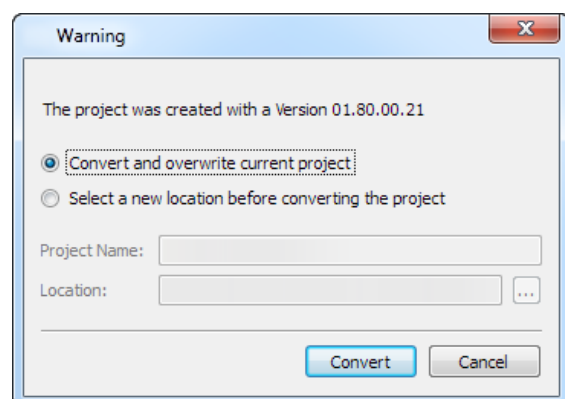 Warning
The project was created with a Version 01.80.00.21
Convert and overwrite current project
Select a new location before converting the project
Project Name:
Location:
...
Convert Cancel